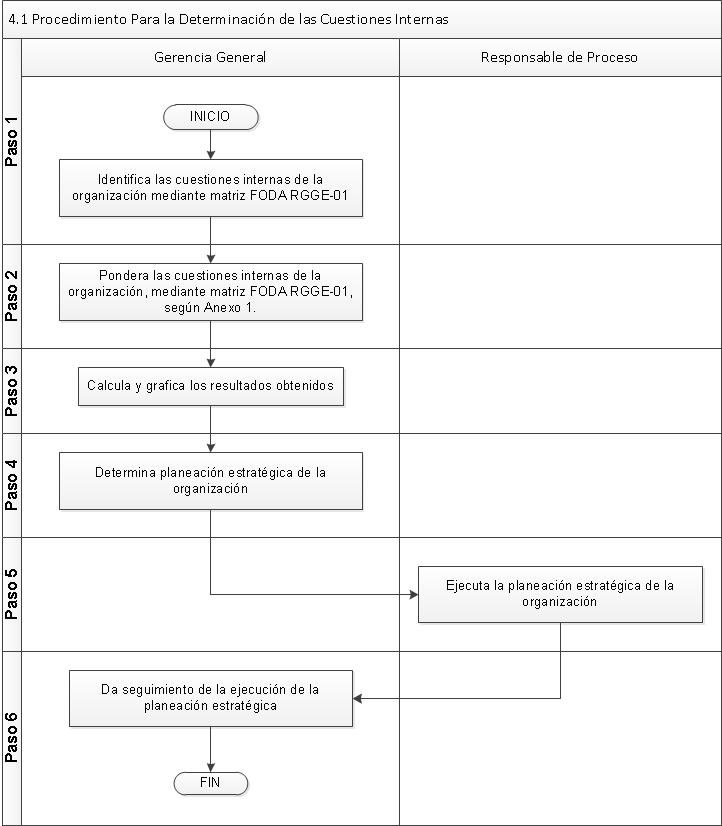 4.1 Procedimiento Para la Determinación de las Cuestiones Internas
Gerencia General
Responsable de Proceso
Paso 1
INICIO
Identifica las cuestiones internas de la
organización mediante matriz FODA RGGE-01
Paso 2
Pondera las cuestiones internas de la
organización, mediante matriz FODA RGGE-01,
según Anexo 1.
Paso 3
Calcula y grafica los resultados obtenidos
Paso 4
Determina planeación estratégica de la
organización
Paso 5
Ejecuta la planeación estratégica de la
organización
Paso 6
Da seguimiento de la ejecución de la
planeación estratégica
FIN